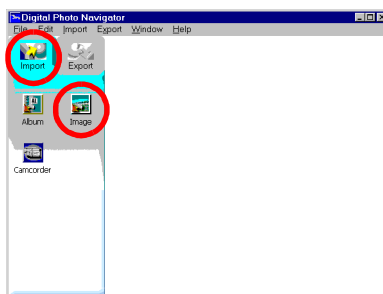 Digital Photo Navigator
File Edit Import Export Window Help
Import Export
Album Image
Camcorder